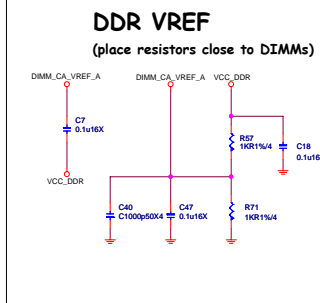 DDR VREF
(place resistors close to DIMMs)
DIMM_CA_VREF_A
DIMM_CA_VREF_A
VCC_DDR
C7
0.1u16X
R57
1KR1%/4
C18
0.1u16
VCC_DDR
C40
C1000p50X4
C47
0.1u16X
R71
1KR1%/4